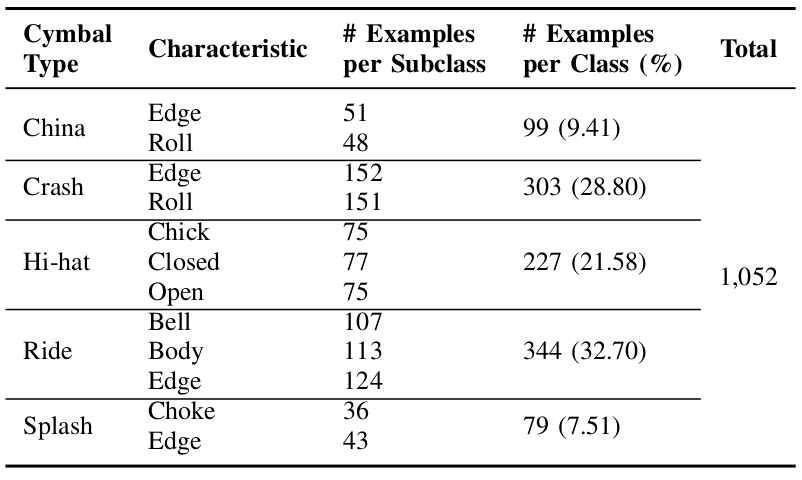 Cymbal Type Characteristic # Examples per Subclass # Examples per Class (%) Total
China Edge 51 99 (9.41)
Roll 48
Crash Edge 152 303 (28.80)
Roll 151
Hi-hat Chick 75 227 (21.58)
Closed 77
Open 75
1,052
Ride Bell 107 344 (32.70)
Body 113
Edge 124
Splash Choke 36 79 (7.51)
Edge 43